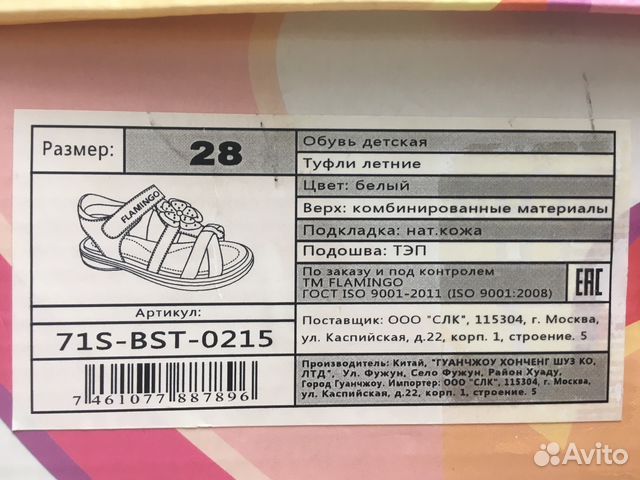 Размер:
28
FLAMINGO
Артикул:
71S-BST-0215
7 461077 887896
Обувь детская
Туфли летние
Цвет: белый
Верх: комбинированные материалы
Подкладка: нат.кожа
Подошва: ТЭП
По заказу и под контролем
ТМ FLAMINGO
ГОСТ ISO 9001-2011 (ISO 9001:2008)
EAC
Поставщик: ООО "СЛК", 115304, г. Москва,
ул. Каспийская, д.22, корп. 1, строение. 5
Производитель: Китай, "ГУАНЧЖОУ ХОНЧЕНГ ШУЗ КО,
ЛТД", Ул. Фужун, Село Фужун, Район Хуаду,
Город Гуанчжоу. Импортер: ООО "СЛК", 115304, г. Москва,
ул. Каспийская, д.22, корп. 1, строение. 5
Avito